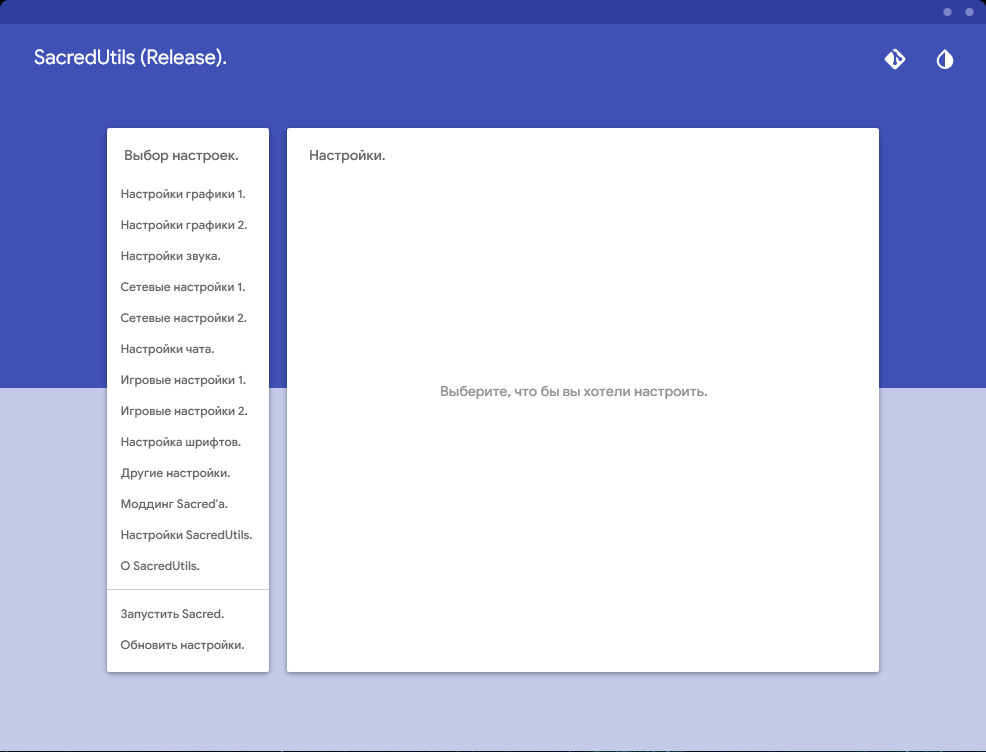 SacredUtils (Release).
Выбор настроек.
Настройки графики 1.
Настройки графики 2.
Настройки звука.
Сетевые настройки 1.
Сетевые настройки 2.
Настройки чата.
Игровые настройки 1.
Игровые настройки 2.
Настройка шрифтов.
Другие настройки.
Моддинг Sacred'a.
Настройки SacredUtils.
О SacredUtils.
Запустить Sacred.
Обновить настройки.
Настройки.
Выберите, что бы вы хотели настроить.